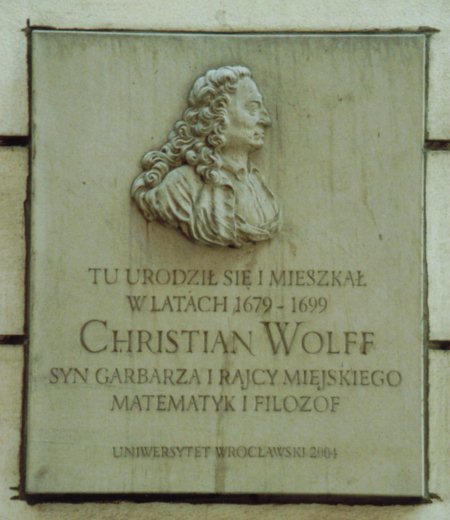 TU URODZIŁ SIĘ I MIESZKAŁ
W LATACH 1679 - 1699
CHRISTIAN WOLFF
SYN GARBARZA I RAJCY MIEJSKIEGO
MATEMATYK I FILOZOF
UNIWERSYTET WROCŁAWSKI 2004